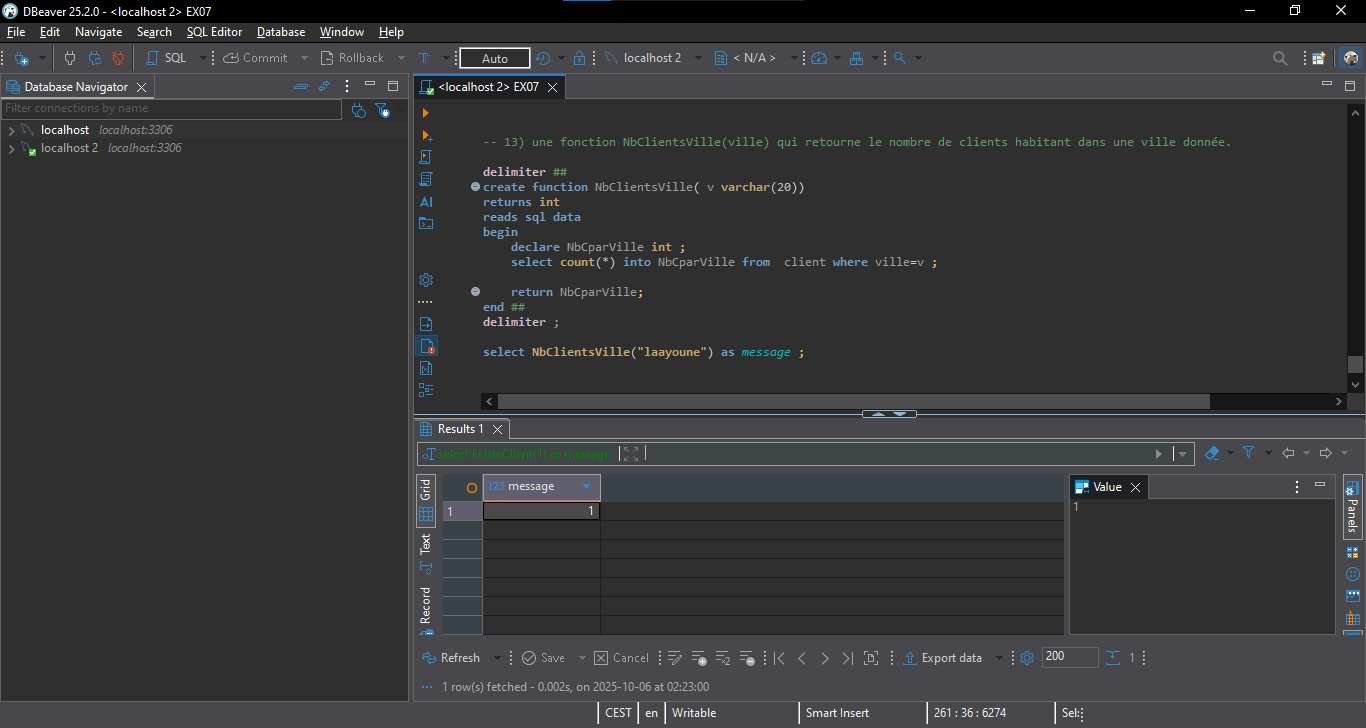 DBeaver 25.2.0 - <localhost 2> EX07
File Edit Navigate Search SQL Editor Database Window Help
SQL Commit Rollback T Auto localhost 2 < N/A >
Database Navigator
Filter connections by name
localhost localhost:3306
localhost 2 localhost:3306
<localhost 2> EX07
AI
-- 13) une fonction NbClientsVille(ville) qui retourne le nombre de clients habitant dans une ville donnée.
delimiter ##
create function NbClientsVille( v varchar(20))
returns int
reads sql data
begin
declare NbCparVille int ;
select count(*) into NbCparVille from  client where ville=v ;
return NbCparVille;
end ##
delimiter ;
select NbClientsVille("laayoune") as message ;
Results 1
select ExisteClient(1) as message
Grid
Text
Record
123 message
1 1
Value
1
Panels
Refresh Save Cancel Export data 200 1
1 row(s) fetched - 0.002s, on 2025-10-06 at 02:23:00
CEST en Writable Smart Insert 261 : 36 : 6274 Sel: